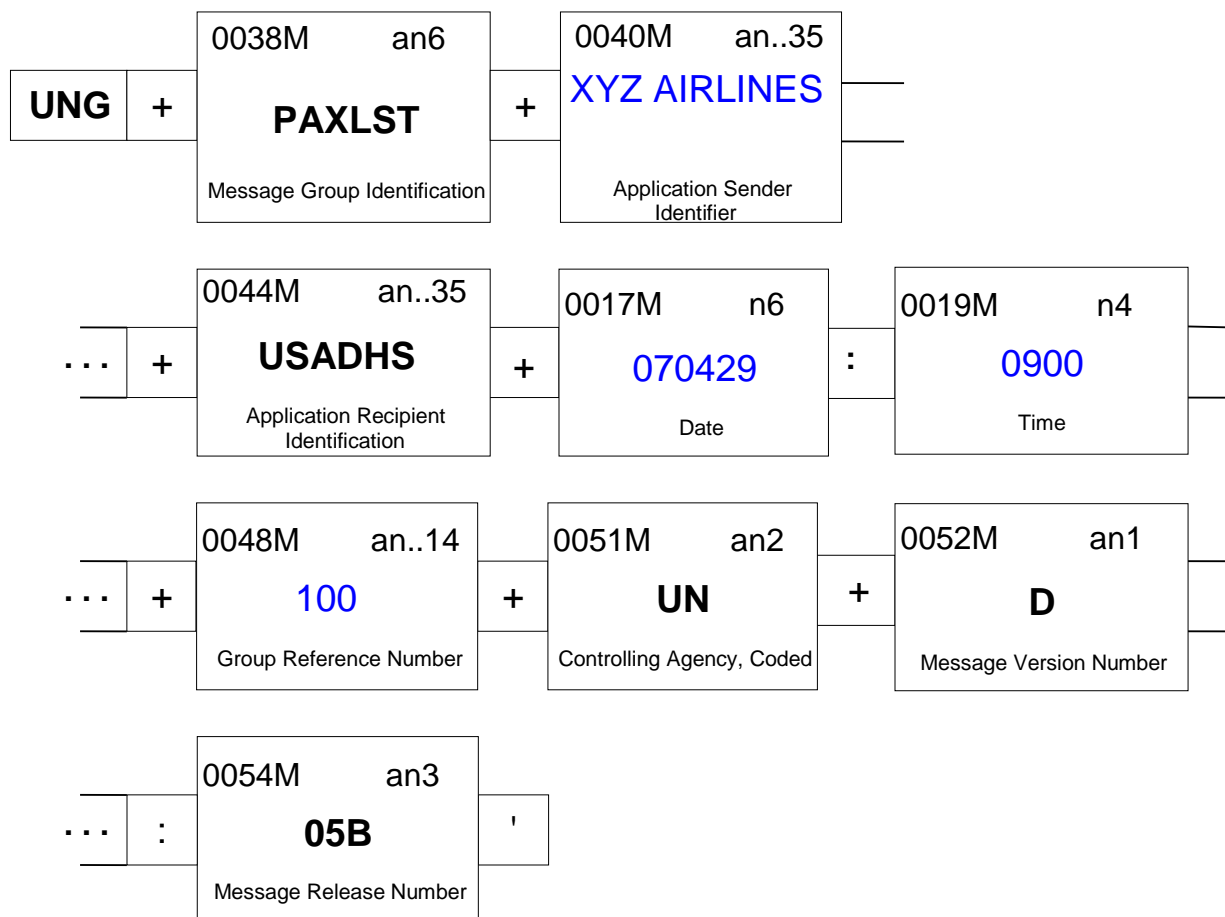 0038M an6
0040M an..35
UNG + PAXLST + XYZ AIRLINES
Message Group Identification
Application Sender
Identifier
0044M an..35
0017M n6
0019M n4
... + USADHS + 070429 : 0900
Application Recipient
Identification
Date
Time
0048M an..14
0051M an2
0052M an1
... + 100 + UN + D
Group Reference Number
Controlling Agency, Coded
Message Version Number
0054M an3
... : 05B '
Message Release Number